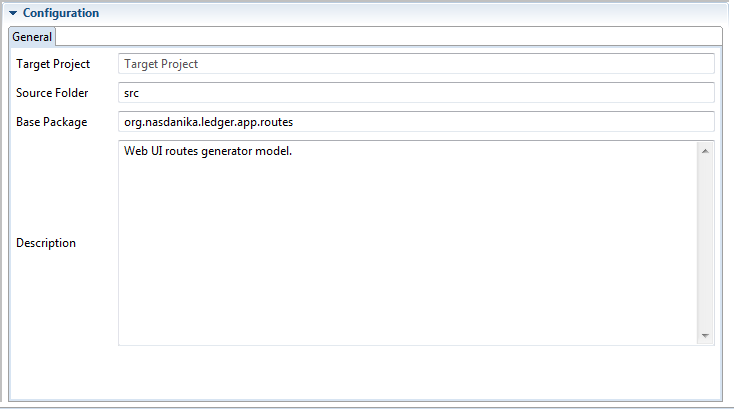 Configuration
General
Target Project Target Project
Source Folder src
Base Package org.nasdanika.ledger.app.routes
Description Web UI routes generator model.